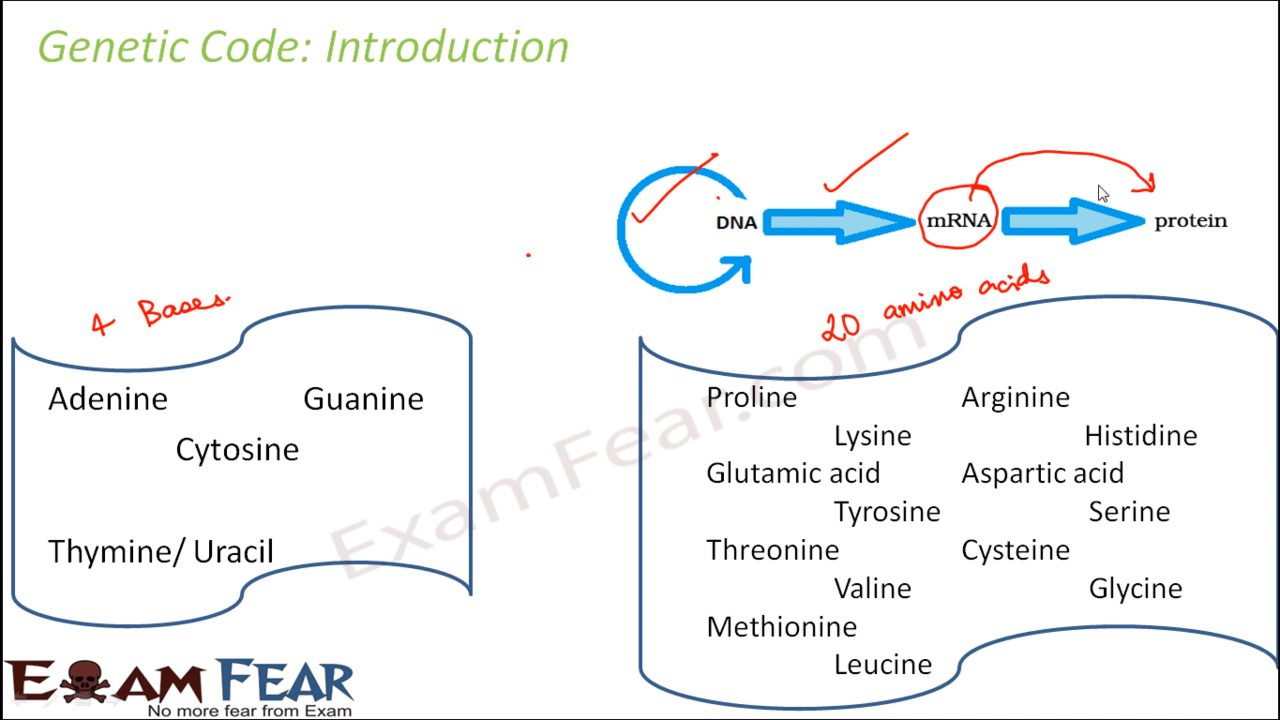 Genetic Code: Introduction
DNA mRNA protein
4 Bases.
20 amino acids
Adenine Guanine
Cytosine
Thymine/ Uracil
Proline Arginine
Lysine Histidine
Glutamic acid Aspartic acid
Tyrosine Serine
Threonine Cysteine
Valine Glycine
Methionine
Leucine
ExamFear.com
EXAM FEAR
No more fear from Exam